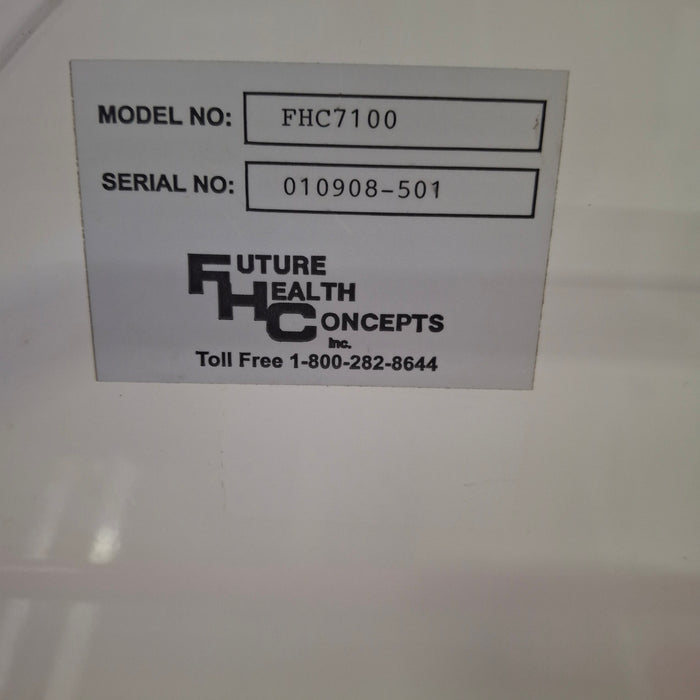 MODEL NO: FHC7100
SERIAL NO: 010908-501
FUTURE
HEALTH
CONCEPTS
Inc.
Toll Free 1-800-282-8644